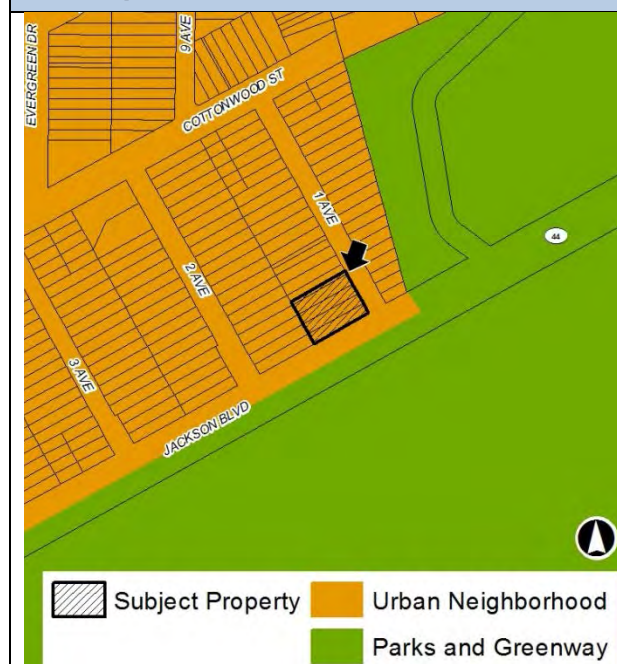 EVERGREEN DR
9 AVE
COTTONWOOD ST
1 AVE
44
2 AVE
3 AVE
JACKSON BLVD
Subject Property
Urban Neighborhood
Parks and Greenway